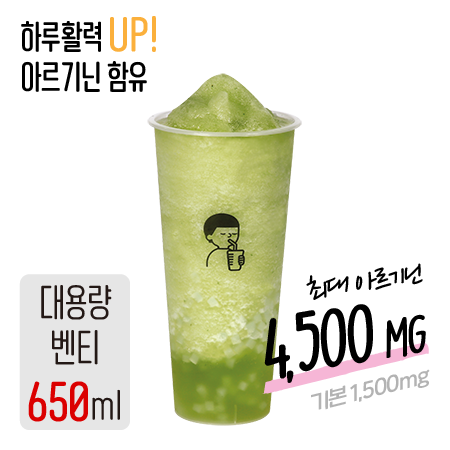 하루활력 UP!
아르기닌 함유
최대 아르기닌
4,500 MG
기본 1,500mg
대용량
벤티
650ml